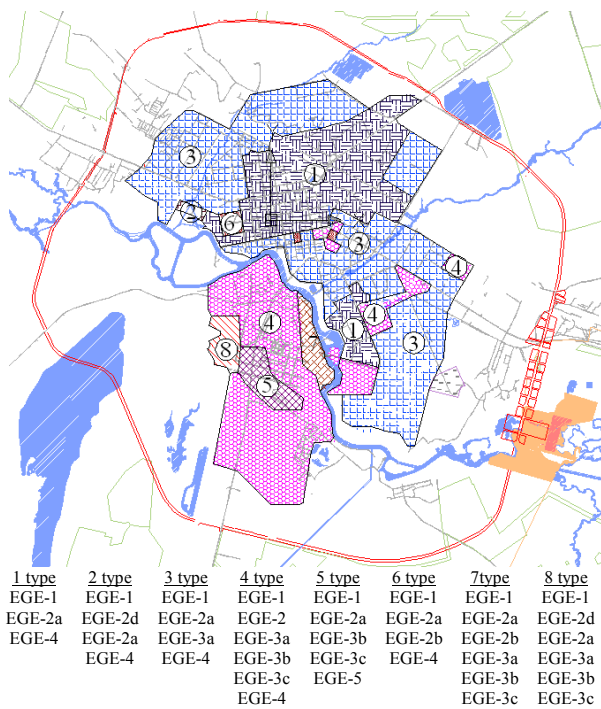 3
1
2
6
3
4
4
4
1
7
3
8
5
1 type 2 type 3 type 4 type 5 type 6 type 7type 8 type
EGE-1 EGE-1 EGE-1 EGE-1 EGE-1 EGE-1 EGE-1 EGE-1
EGE-2a EGE-2d EGE-2a EGE-2 EGE-2a EGE-2a EGE-2a EGE-2d
EGE-4 EGE-2a EGE-3a EGE-3a EGE-3b EGE-2b EGE-2b EGE-2a
EGE-4 EGE-4 EGE-3b EGE-3c EGE-4 EGE-3a EGE-3a
EGE-3c EGE-5 EGE-3b EGE-3b
EGE-4 EGE-3c EGE-3c